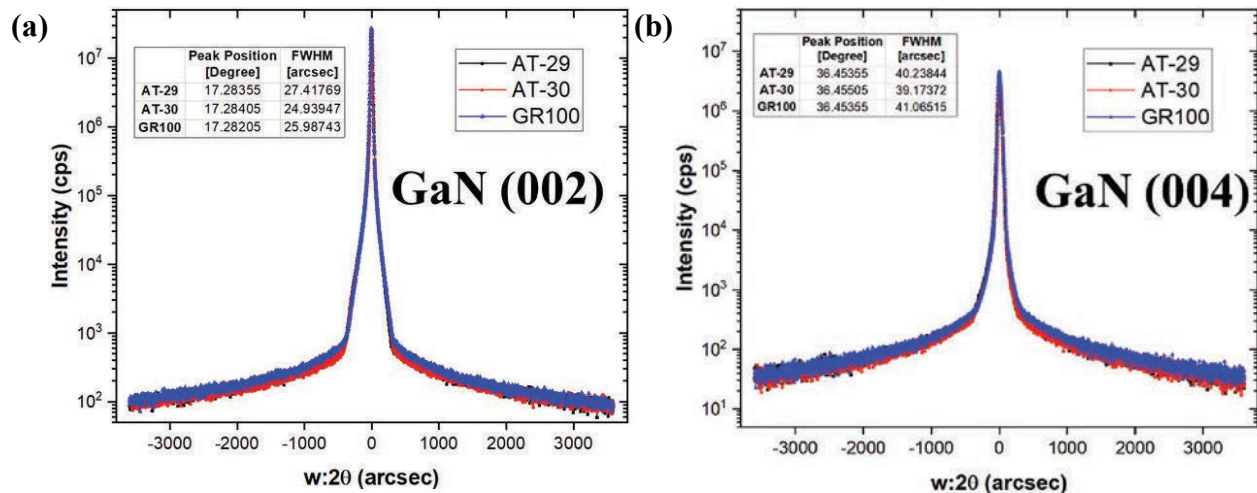 (a)
Peak Position FWHM
[Degree] [arcsec]
AT-29 17.28355 27.41769
AT-30 17.28405 24.93947
GR100 17.28205 25.98743
AT-29
AT-30
GR100
GaN (002)
Intensity (cps)
10^7
10^6
10^5
10^4
10^3
10^2
-3000 -2000 -1000 0 1000 2000 3000
w:2θ (arcsec)
(b)
Peak Position FWHM
[Degree] [arcsec]
AT-29 36.45355 40.23844
AT-30 36.45505 39.17372
GR100 36.45355 41.06515
AT-29
AT-30
GR100
GaN (004)
Intensity (cps)
10^7
10^6
10^5
10^4
10^3
10^2
10^1
-3000 -2000 -1000 0 1000 2000 3000
w:2θ (arcsec)